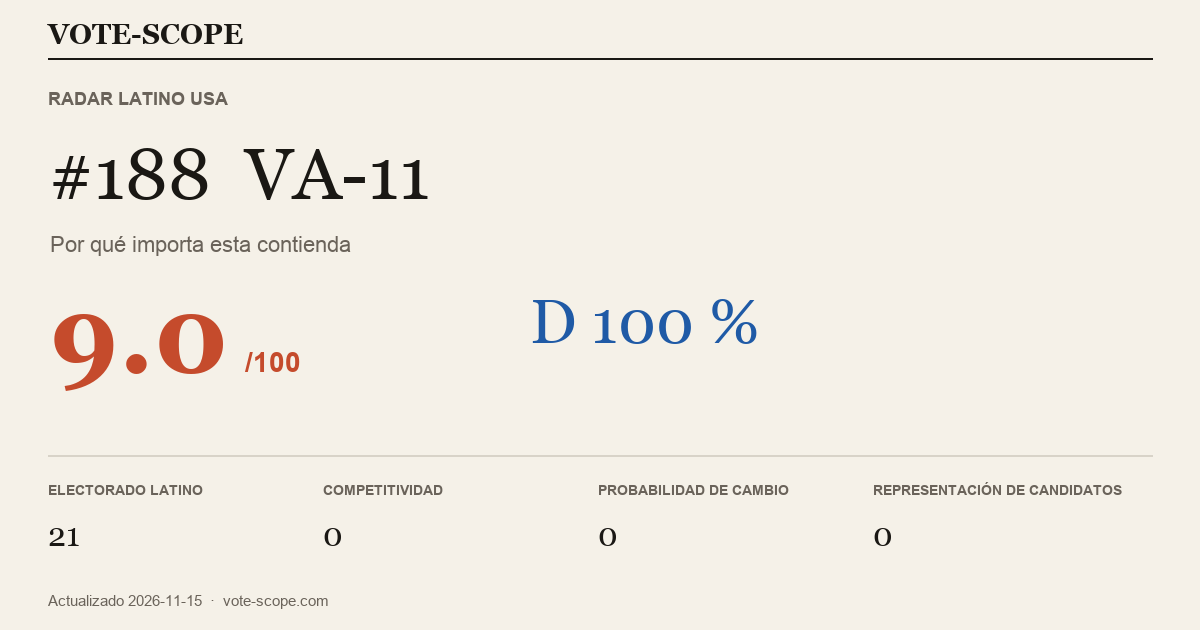 VOTE-SCOPE
RADAR LATINO USA
#188 VA-11
Por qué importa esta contienda
9.0 /100
D 100 %
ELECTORADO LATINO
21
COMPETITIVIDAD
0
PROBABILIDAD DE CAMBIO
0
REPRESENTACIÓN DE CANDIDATOS
0
Actualizado 2026-11-15 · vote-scope.com